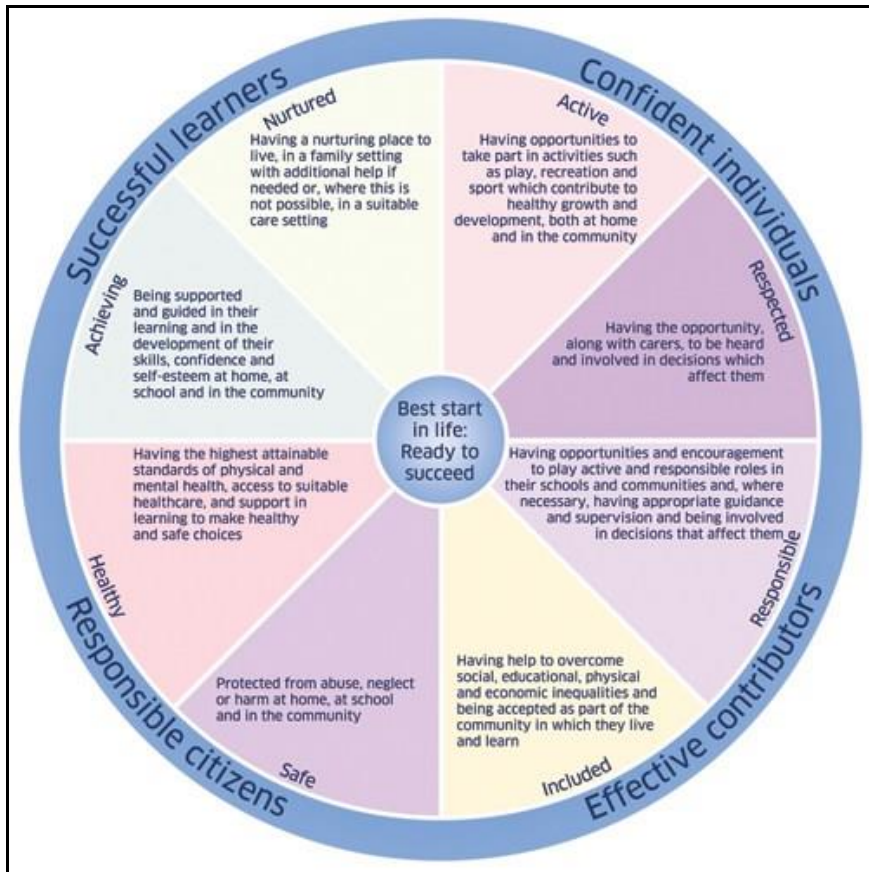 Successful learners
Confident individuals
Nurtured
Having a nurturing place to
live, in a family setting
with additional help if
needed or, where this is
not possible, in a suitable
care setting
Active
Having opportunities to
take part in activities such
as play, recreation and
sport which contribute to
healthy growth and
development, both at home
and in the community
Achieving
Being supported
and guided in their
learning and in the
development of their
skills, confidence and
self-esteem at home, at
school and in the community
Respected
Having the opportunity,
along with carers, to be heard
and involved in decisions which
affect them
Best start
in life:
Ready to
succeed
Healthy
Having the highest attainable
standards of physical and
mental health, access to suitable
healthcare, and support in
learning to make healthy
and safe choices
Having opportunities and encouragement
to play active and responsible roles in
their schools and communities and, where
necessary, having appropriate guidance
and supervision and being involved
in decisions that affect them
Responsible
Protected from abuse, neglect
or harm at home, at school
and in the community
Safe
Having help to overcome
social, educational, physical
and economic inequalities and
being accepted as part of the
community in which they live
and learn
Included
Responsible citizens
Effective contributors